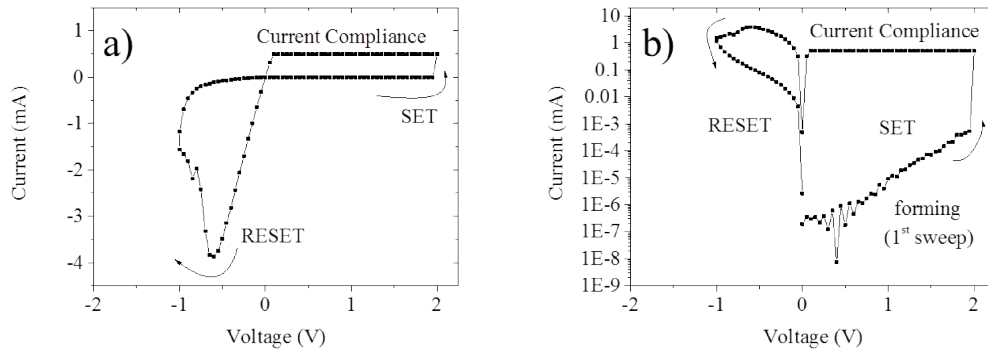 a)
Current Compliance
SET
RESET
1
0
-1
-2
-3
-4
Current (mA)
-2
-1
0
1
2
Voltage (V)
b)
Current Compliance
RESET
SET
forming
(1st sweep)
10
1
0.1
0.01
1E-3
1E-4
1E-5
1E-6
1E-7
1E-8
1E-9
Current (mA)
-2
-1
0
1
2
Voltage (V)